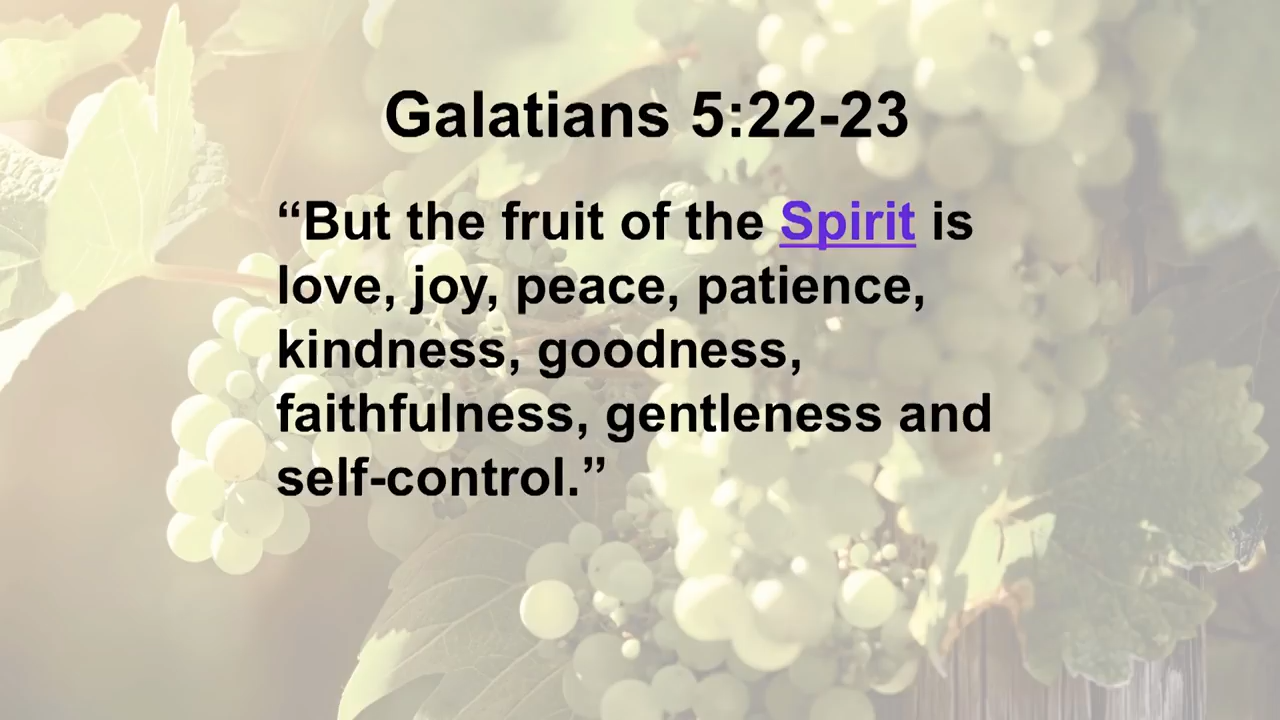 Galatians 5:22-23
“But the fruit of the Spirit is
love, joy, peace, patience,
kindness, goodness,
faithfulness, gentleness and
self-control.”